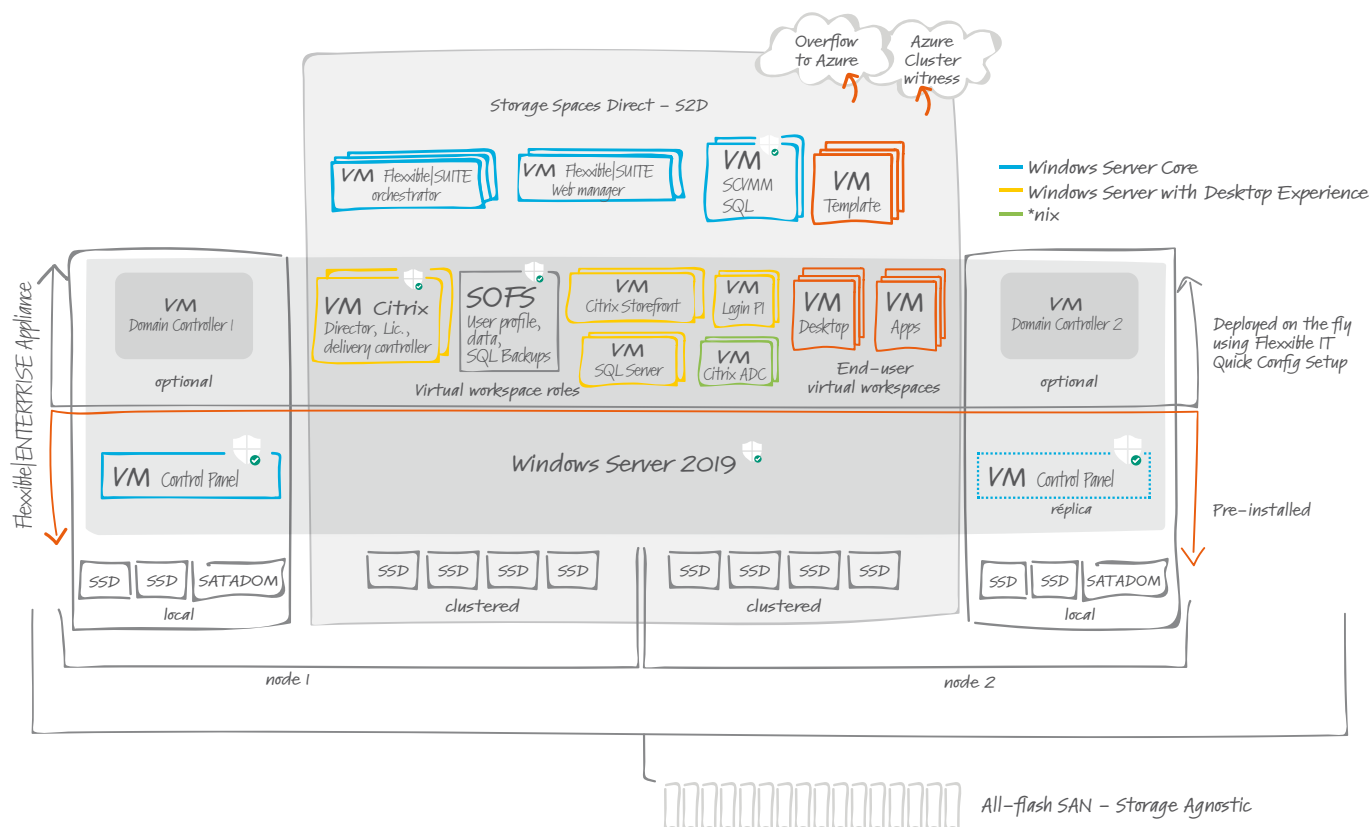 Overflow
to Azure
Azure
Cluster
witness
Storage Spaces Direct - S2D
VM Flexxible|SUITE
orchestrator
VM Flexxible|SUITE
Web manager
VM
SCVMM
SQL
VM
Template
Windows Server Core
Windows Server with Desktop Experience
*nix
Flexxible|ENTERPRISE Appliance
VM
Domain Controller 1
optional
VM Citrix
Director, Lic.,
delivery controller
SOFS
User profile,
data,
SQL Backups
VM
Citrix Storefront
VM
Login PI
VM
SQL Server
VM
Citrix ADC
Virtual workspace roles
VM
Desktop
VM
Apps
End-user
virtual workspaces
VM
Domain Controller 2
optional
Deployed on the fly
using Flexxible IT
Quick Config Setup
VM Control Panel
Windows Server 2019
VM Control Panel
réplica
Pre-installed
SSD
SSD
SATADOM
local
SSD
SSD
SSD
SSD
clustered
SSD
SSD
SSD
SSD
clustered
SSD
SSD
SATADOM
local
node 1
node 2
All-flash SAN - Storage Agnostic